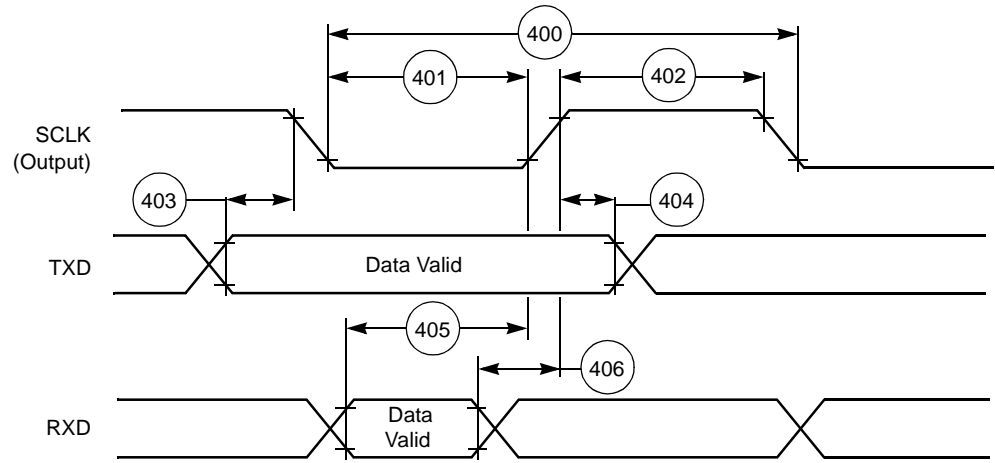 400
401
402
SCLK
(Output)
403
404
TXD
Data Valid
405
406
RXD
Data
Valid